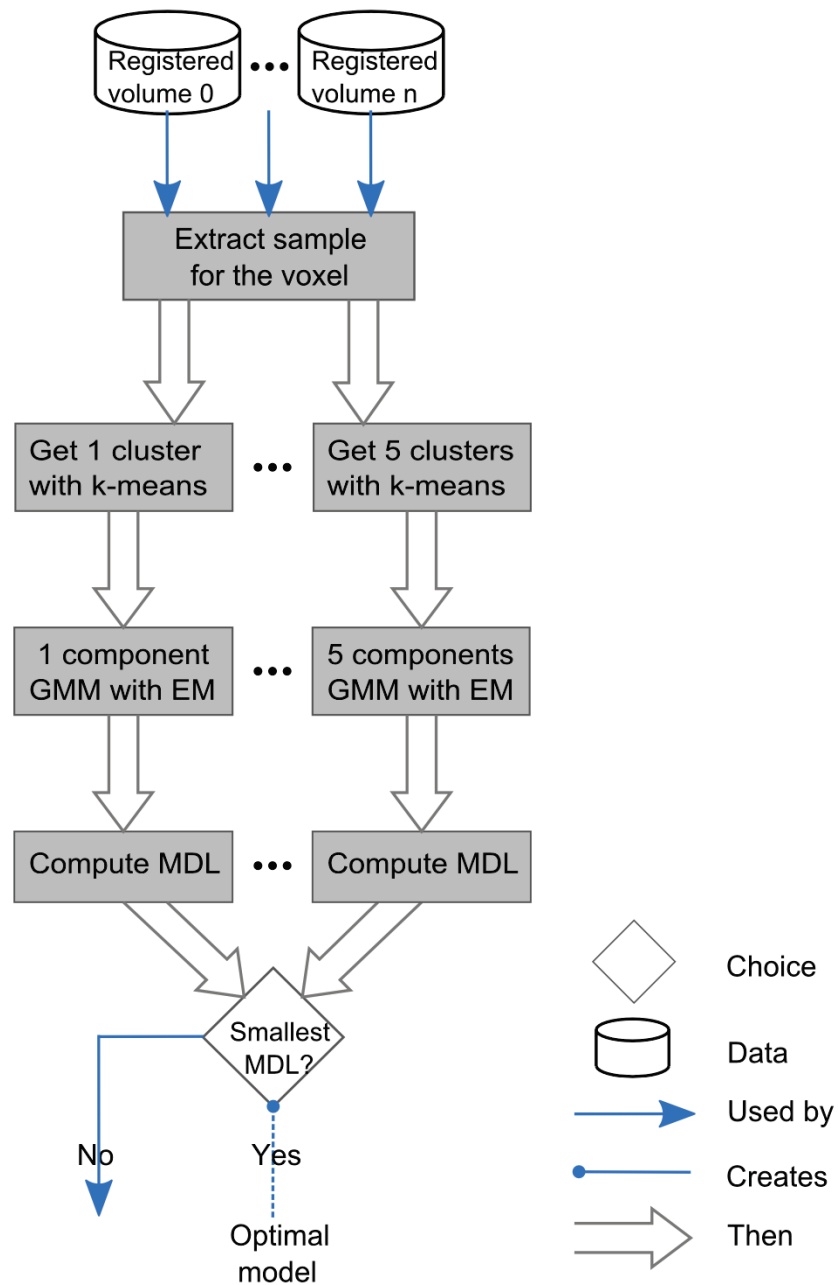 Registered
volume 0
Registered
volume n
Extract sample
for the voxel
Get 1 cluster
with k-means
Get 5 clusters
with k-means
1 component
GMM with EM
5 components
GMM with EM
Compute MDL
Compute MDL
Smallest
MDL?
No
Yes
Optimal
model
Choice
Data
Used by
Creates
Then